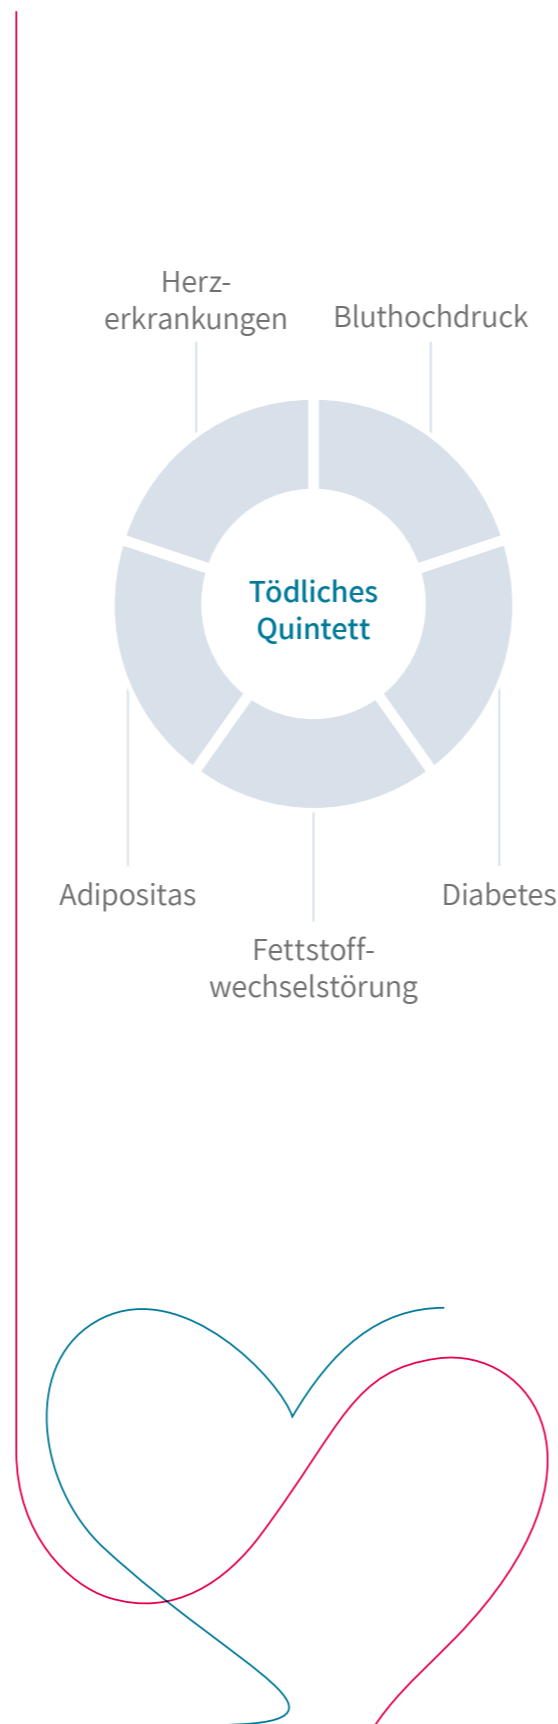 Herz-
erkrankungen
Bluthochdruck
Tödliches
Quintett
Adipositas
Diabetes
Fettstoff-
wechselstörung